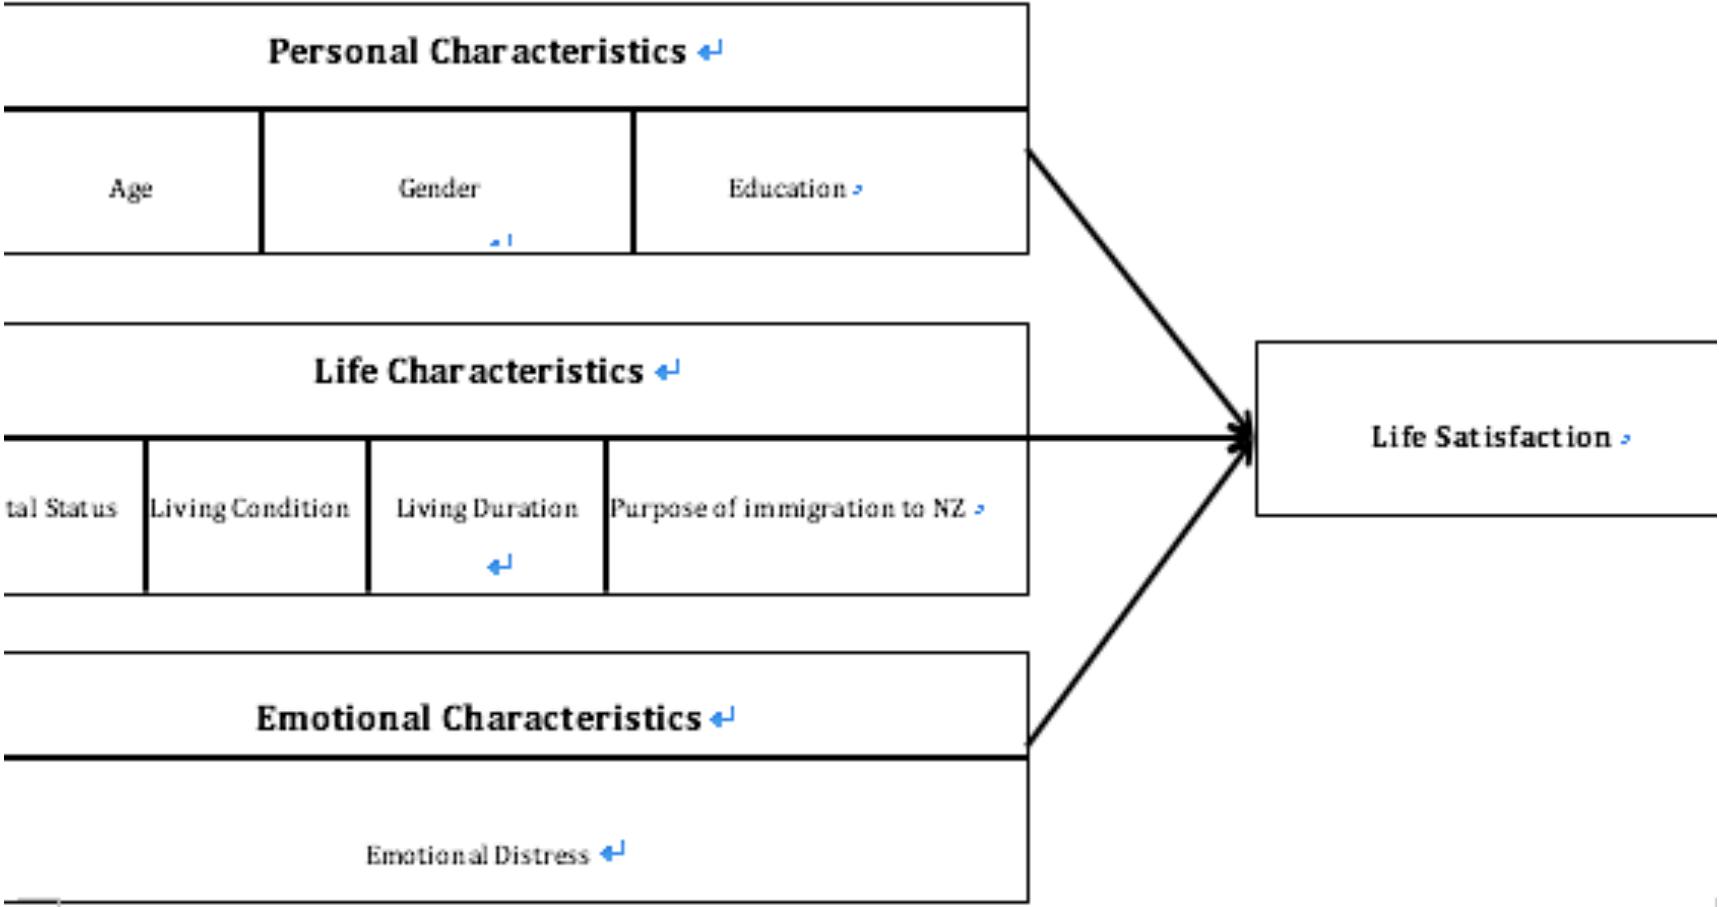 Personal Characteristics
Age Gender Education
Life Characteristics
Life Satisfaction
tal Status Living Condition Living Duration Purpose of immigration to NZ
Emotional Characteristics
Emotional Distress